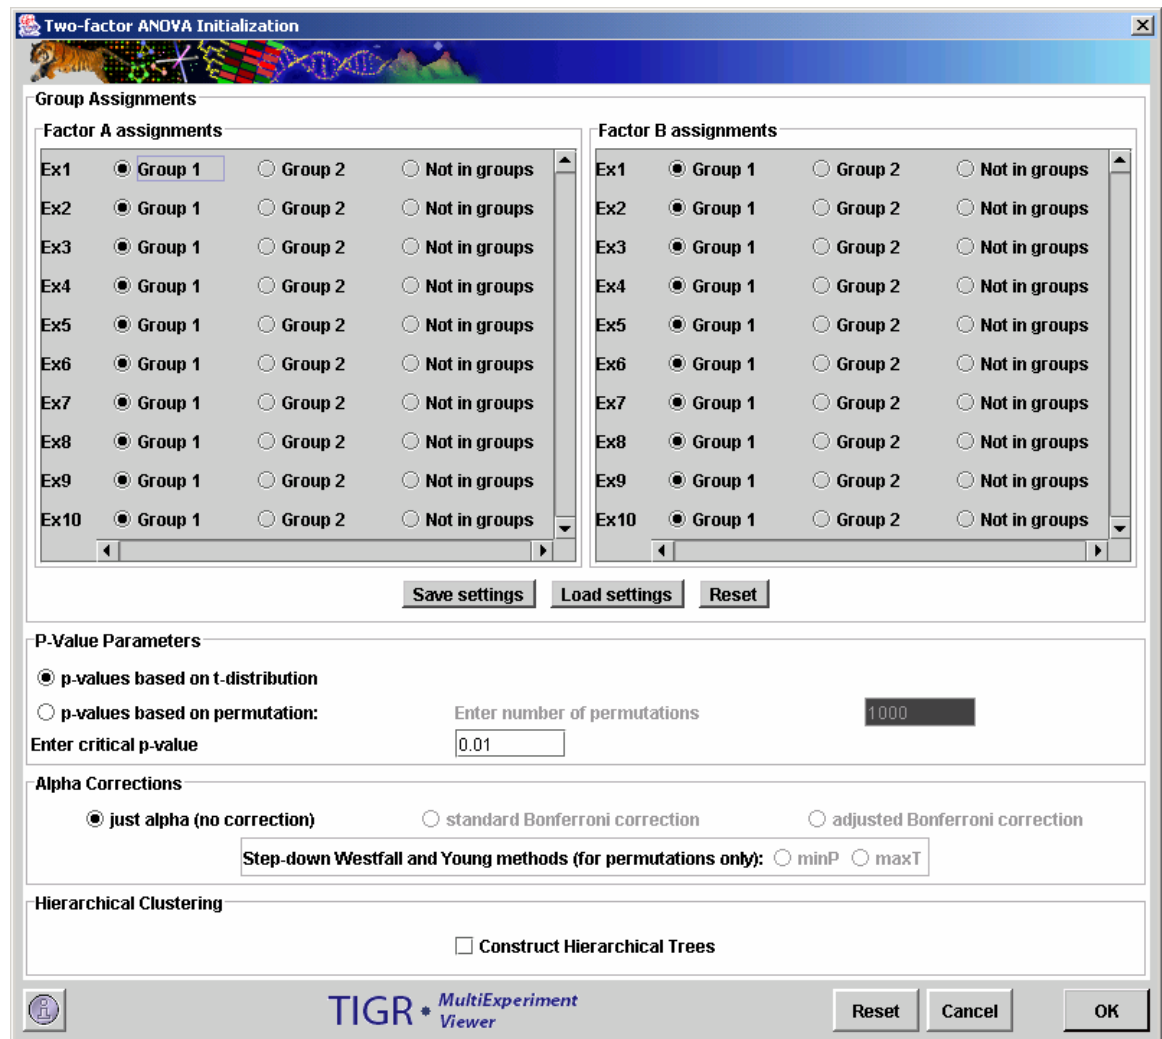 Two-factor ANOVA Initialization
Group Assignments
Factor A assignments
Ex1 Group 1 Group 2 Not in groups
Ex2 Group 1 Group 2 Not in groups
Ex3 Group 1 Group 2 Not in groups
Ex4 Group 1 Group 2 Not in groups
Ex5 Group 1 Group 2 Not in groups
Ex6 Group 1 Group 2 Not in groups
Ex7 Group 1 Group 2 Not in groups
Ex8 Group 1 Group 2 Not in groups
Ex9 Group 1 Group 2 Not in groups
Ex10 Group 1 Group 2 Not in groups
Factor B assignments
Ex1 Group 1 Group 2 Not in groups
Ex2 Group 1 Group 2 Not in groups
Ex3 Group 1 Group 2 Not in groups
Ex4 Group 1 Group 2 Not in groups
Ex5 Group 1 Group 2 Not in groups
Ex6 Group 1 Group 2 Not in groups
Ex7 Group 1 Group 2 Not in groups
Ex8 Group 1 Group 2 Not in groups
Ex9 Group 1 Group 2 Not in groups
Ex10 Group 1 Group 2 Not in groups
Save settings Load settings Reset
P-Value Parameters
p-values based on t-distribution
p-values based on permutation: Enter number of permutations 1000
Enter critical p-value 0.01
Alpha Corrections
just alpha (no correction) standard Bonferroni correction adjusted Bonferroni correction
Step-down Westfall and Young methods (for permutations only): minP maxT
Hierarchical Clustering
Construct Hierarchical Trees
TIGR MultiExperiment Viewer
Reset Cancel OK